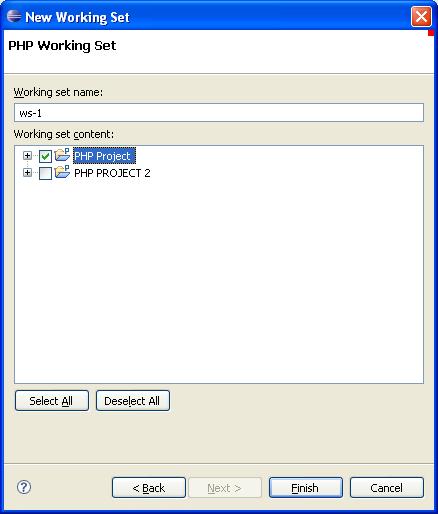 New Working Set
PHP Working Set
Working set name:
ws-1
Working set content:
PHP Project
PHP PROJECT 2
Select All
Deselect All
< Back
Next >
Finish
Cancel